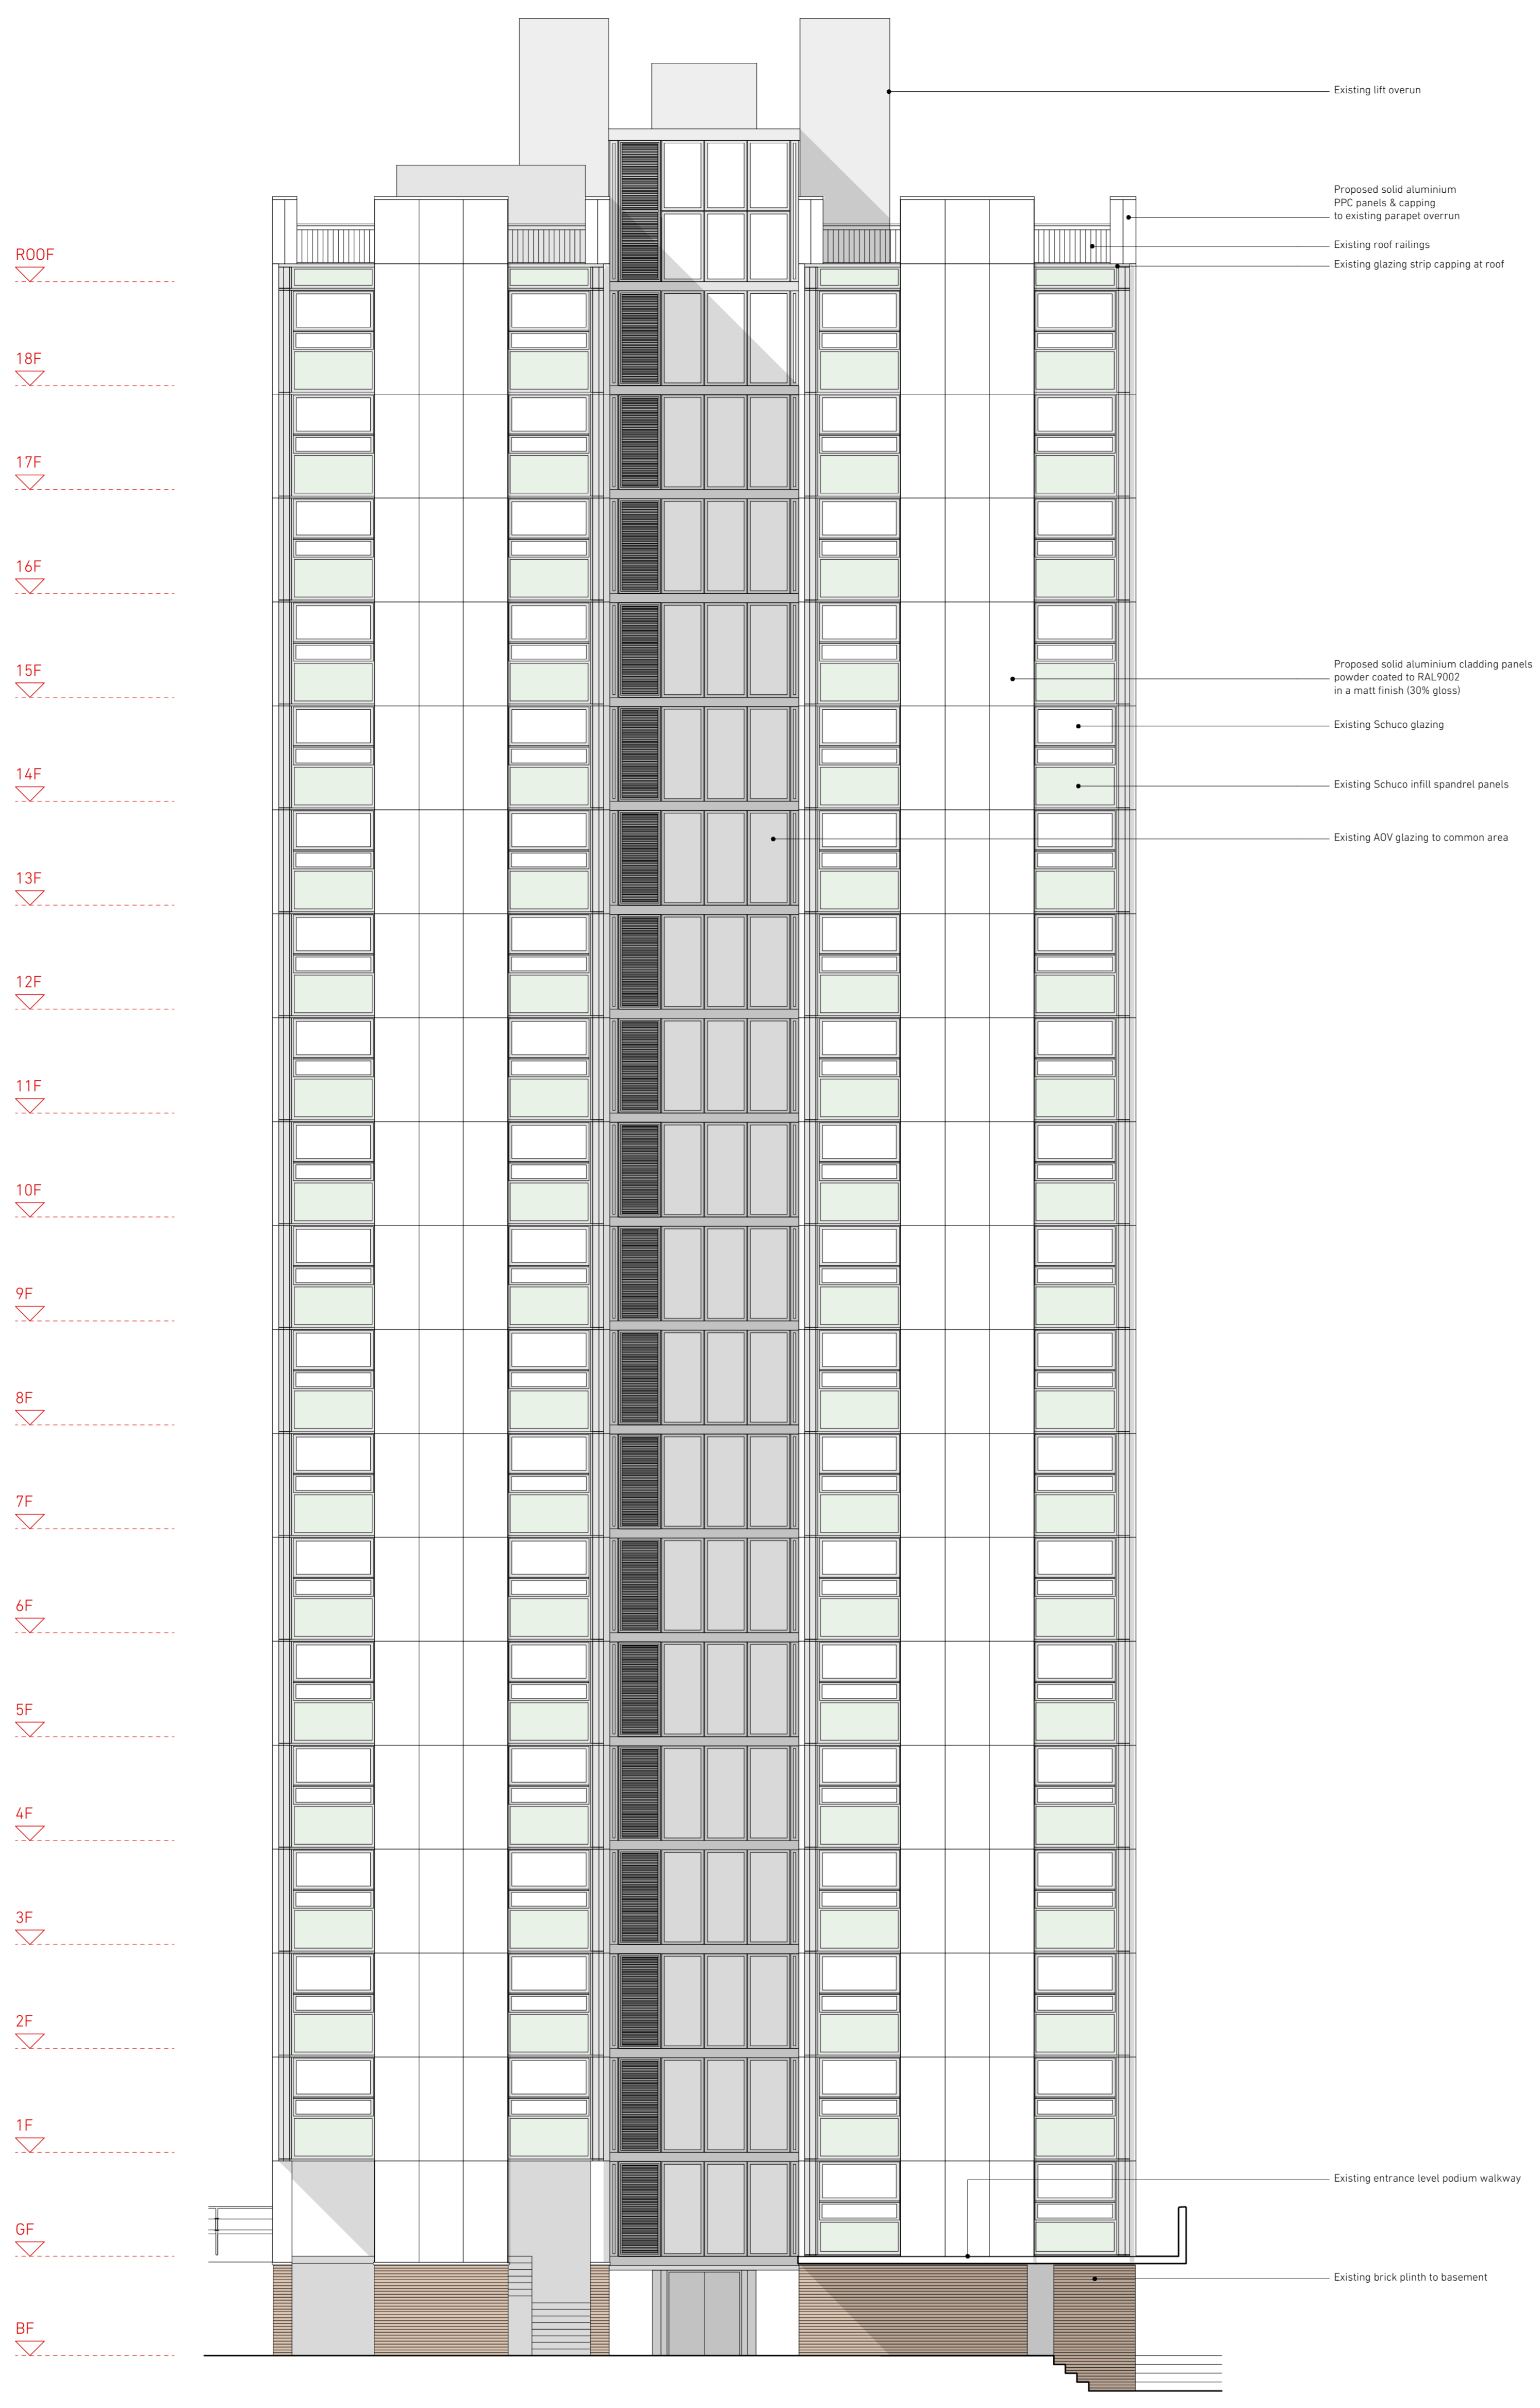 Existing lift overun
Proposed solid aluminium
PPC panels & capping
to existing parapet overrun
Existing roof railings
ROOF
Existing glazing strip capping at roof
18F
17F
16F
15F
Proposed solid aluminium cladding panels
powder coated to RAL9002
in a matt finish (30% gloss)
Existing Schuco glazing
14F
Existing Schuco infill spandrel panels
Existing AOV glazing to common area
13F
12F
11F
10F
9F
8F
7F
6F
5F
4F
3F
2F
1F
Existing entrance level podium walkway
GF
Existing brick plinth to basement
BF